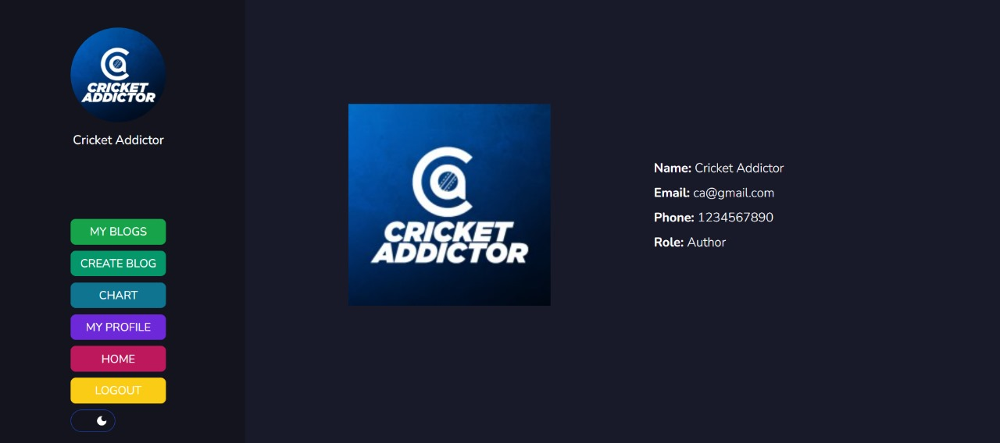 CRICKET
ADDICTOR
Cricket Addictor
MY BLOGS
CREATE BLOG
CHART
MY PROFILE
HOME
LOGOUT
CRICKET
ADDICTOR
Name: Cricket Addictor
Email: ca@gmail.com
Phone: 1234567890
Role: Author